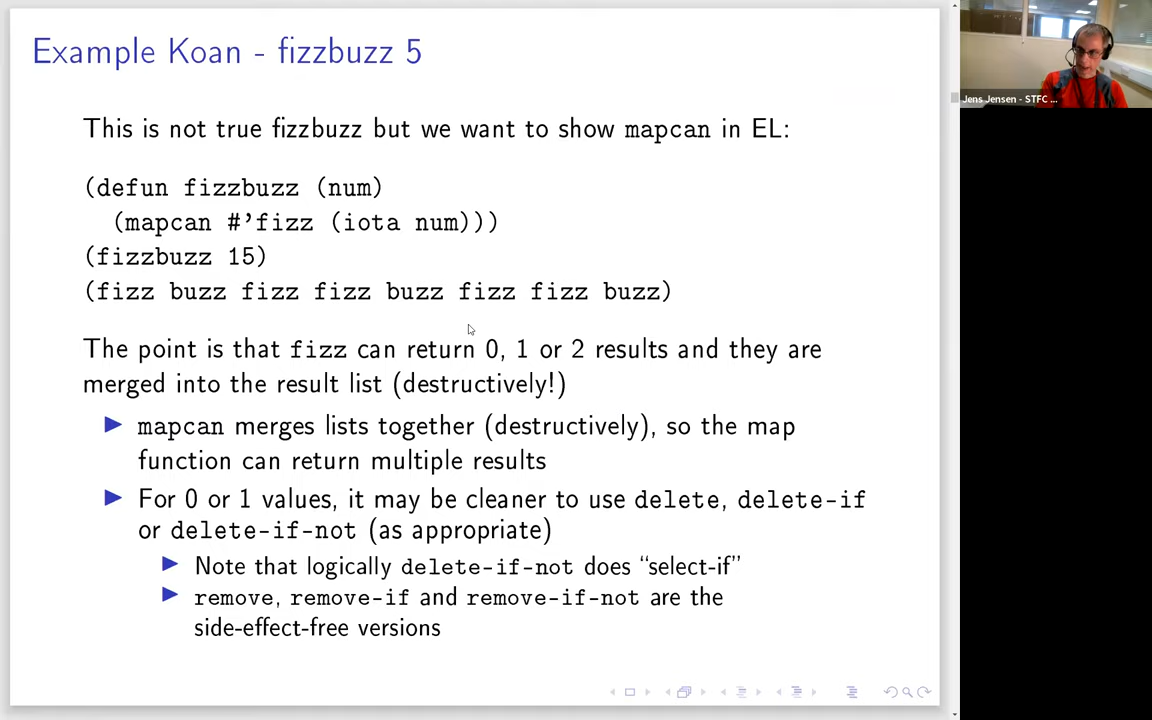 Example Koan - fizzbuzz 5
Jens Jensen - STFC ...
This is not true fizzbuzz but we want to show mapcan in EL:
(defun fizzbuzz (num)
(mapcan #'fizz (iota num)))
(fizzbuzz 15)
(fizz buzz fizz fizz buzz fizz fizz buzz)
The point is that fizz can return 0, 1 or 2 results and they are
merged into the result list (destructively!)
mapcan merges lists together (destructively), so the map
function can return multiple results
For 0 or 1 values, it may be cleaner to use delete, delete-if
or delete-if-not (as appropriate)
Note that logically delete-if-not does “select-if”
remove, remove-if and remove-if-not are the
side-effect-free versions